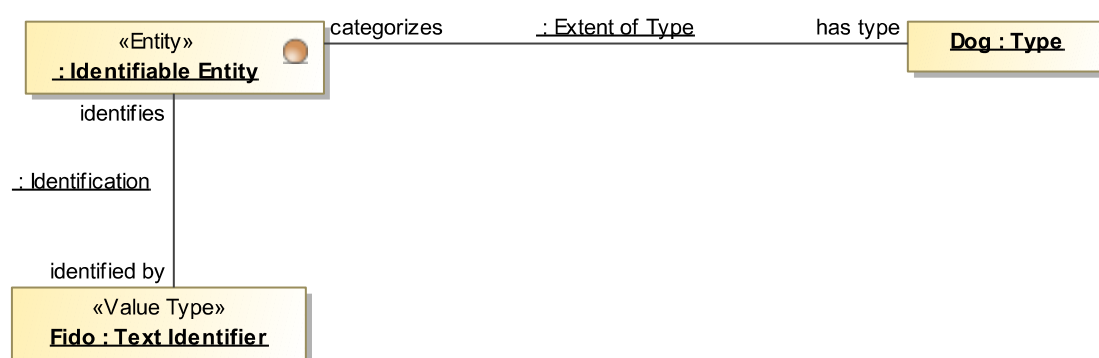 «Entity»
: Identifiable Entity
categorizes : Extent of Type has type
Dog : Type
identifies
: Identification
identified by
«Value Type»
Fido : Text Identifier